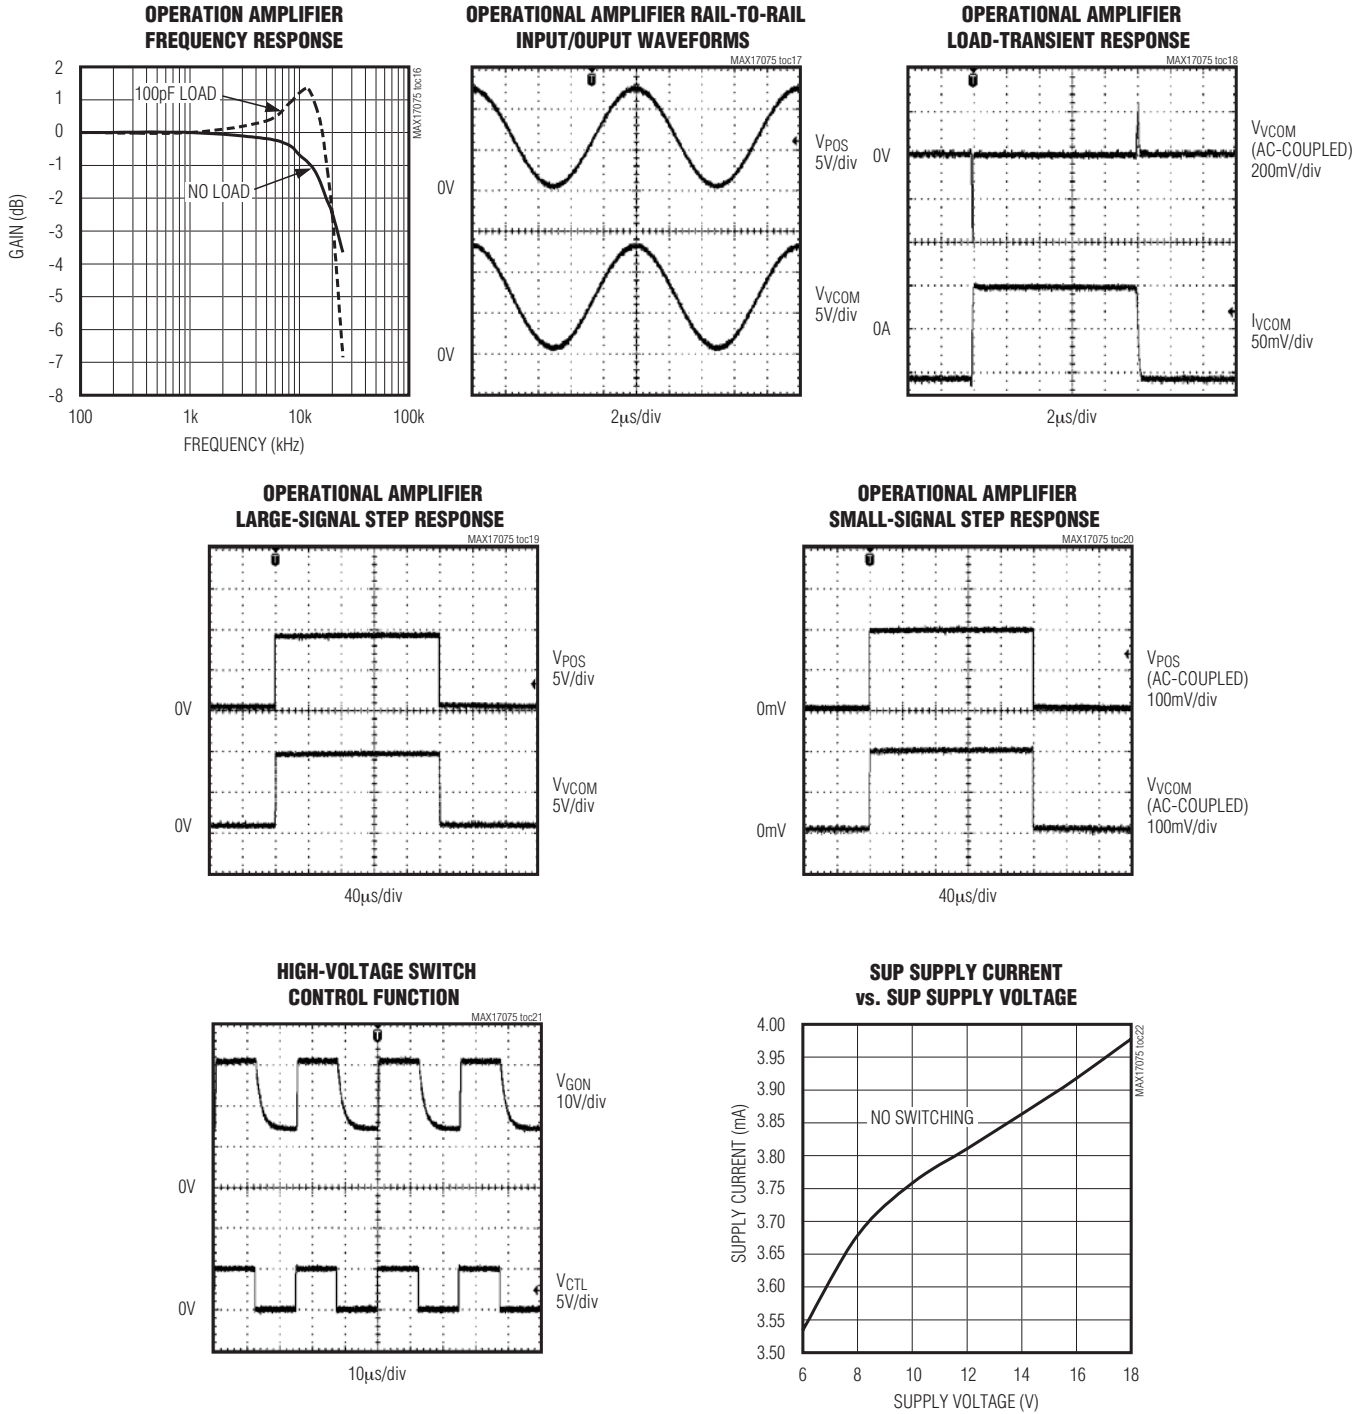 OPERATION AMPLIFIER
FREQUENCY RESPONSE
MAX17075 toc16
2
1
0
-1
-2
-3
-4
-5
-6
-7
-8
GAIN (dB)
100pF LOAD
NO LOAD
100
1k
10k
100k
FREQUENCY (kHz)
OPERATIONAL AMPLIFIER RAIL-TO-RAIL
INPUT/OUPUT WAVEFORMS
MAX17075 toc17
T
0V
0V
VPOS
5V/div
VVCOM
5V/div
2μs/div
OPERATIONAL AMPLIFIER
LOAD-TRANSIENT RESPONSE
MAX17075 toc18
T
0V
0A
VVCOM
(AC-COUPLED)
200mV/div
IVCOM
50mV/div
2μs/div
OPERATIONAL AMPLIFIER
LARGE-SIGNAL STEP RESPONSE
MAX17075 toc19
T
0V
0V
VPOS
5V/div
VVCOM
5V/div
40μs/div
OPERATIONAL AMPLIFIER
SMALL-SIGNAL STEP RESPONSE
MAX17075 toc20
T
0mV
0mV
VPOS
(AC-COUPLED)
100mV/div
VVCOM
(AC-COUPLED)
100mV/div
40μs/div
HIGH-VOLTAGE SWITCH
CONTROL FUNCTION
MAX17075 toc21
T
0V
0V
VGON
10V/div
VCTL
5V/div
10μs/div
SUP SUPPLY CURRENT
vs. SUP SUPPLY VOLTAGE
MAX17075 toc22
4.00
3.95
3.90
3.85
3.80
3.75
3.70
3.65
3.60
3.55
3.50
SUPPLY CURRENT (mA)
NO SWITCHING
6
8
10
12
14
16
18
SUPPLY VOLTAGE (V)